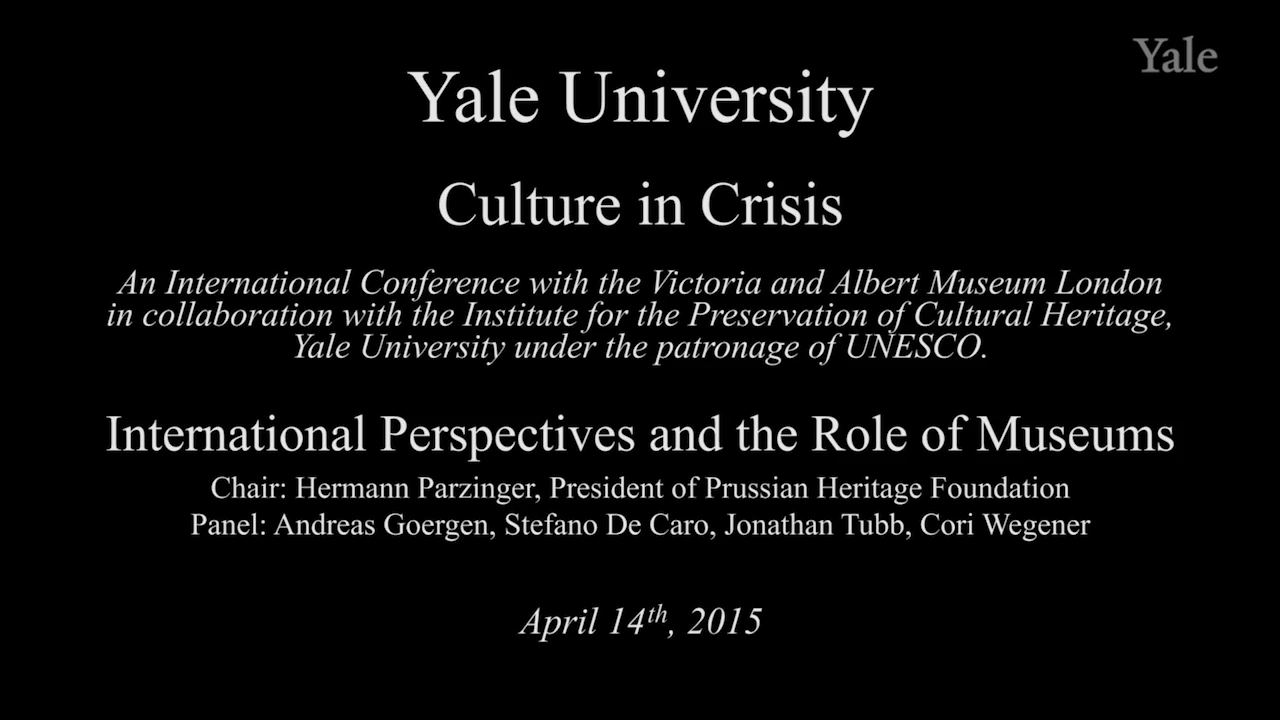 Yale
Yale University
Culture in Crisis
An International Conference with the Victoria and Albert Museum London
in collaboration with the Institute for the Preservation of Cultural Heritage,
Yale University under the patronage of UNESCO.
International Perspectives and the Role of Museums
Chair: Hermann Parzinger, President of Prussian Heritage Foundation
Panel: Andreas Goergen, Stefano De Caro, Jonathan Tubb, Cori Wegener
April 14th, 2015